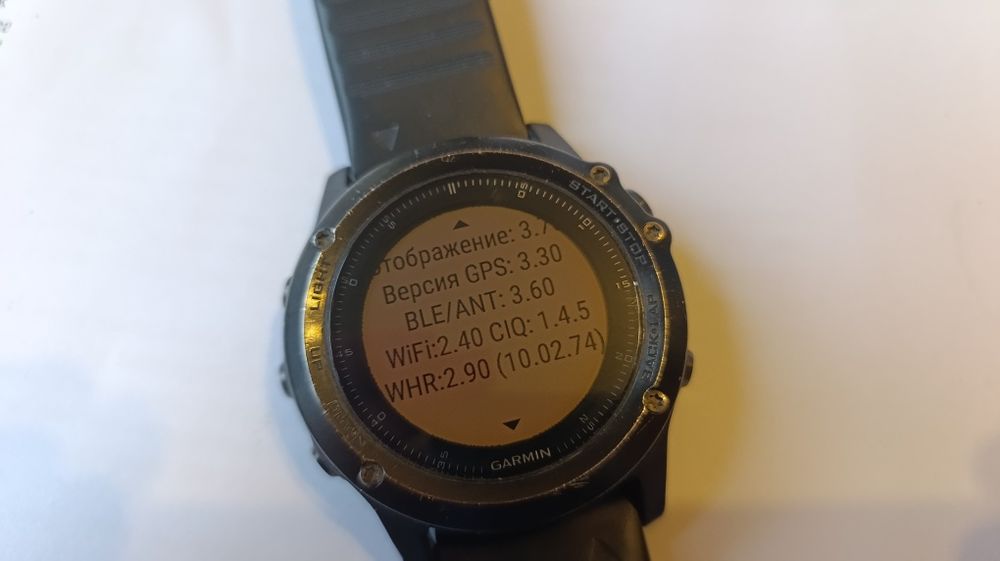 тображение: 3.7
Версия GPS: 3.30
BLE/ANT: 3.60
WiFi:2.40 CIQ: 1.4.5
WHR:2.90 (10.02.74)
GARMIN
START•STOP
BACK•LAP
LIGHT
UP